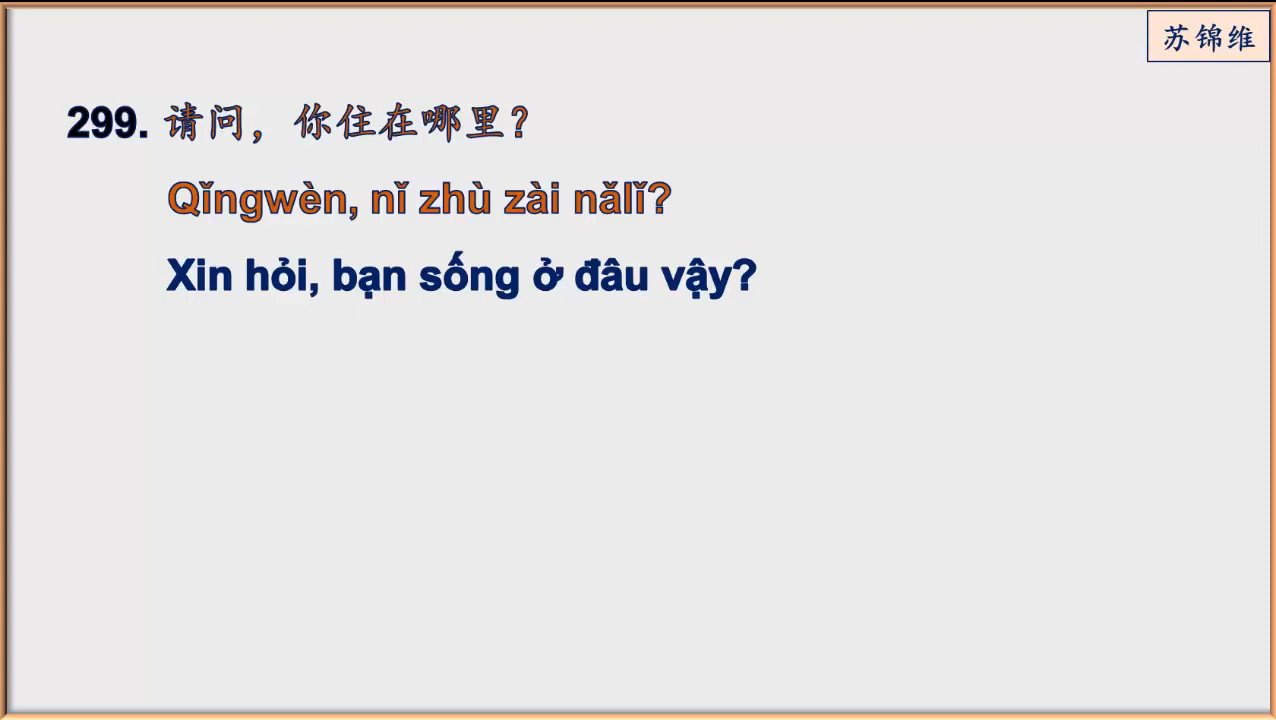 苏锦维
299. 请问，你住在哪里？
Qǐngwèn, nǐ zhù zài nǎlǐ?
Xin hỏi, bạn sống ở đâu vậy?